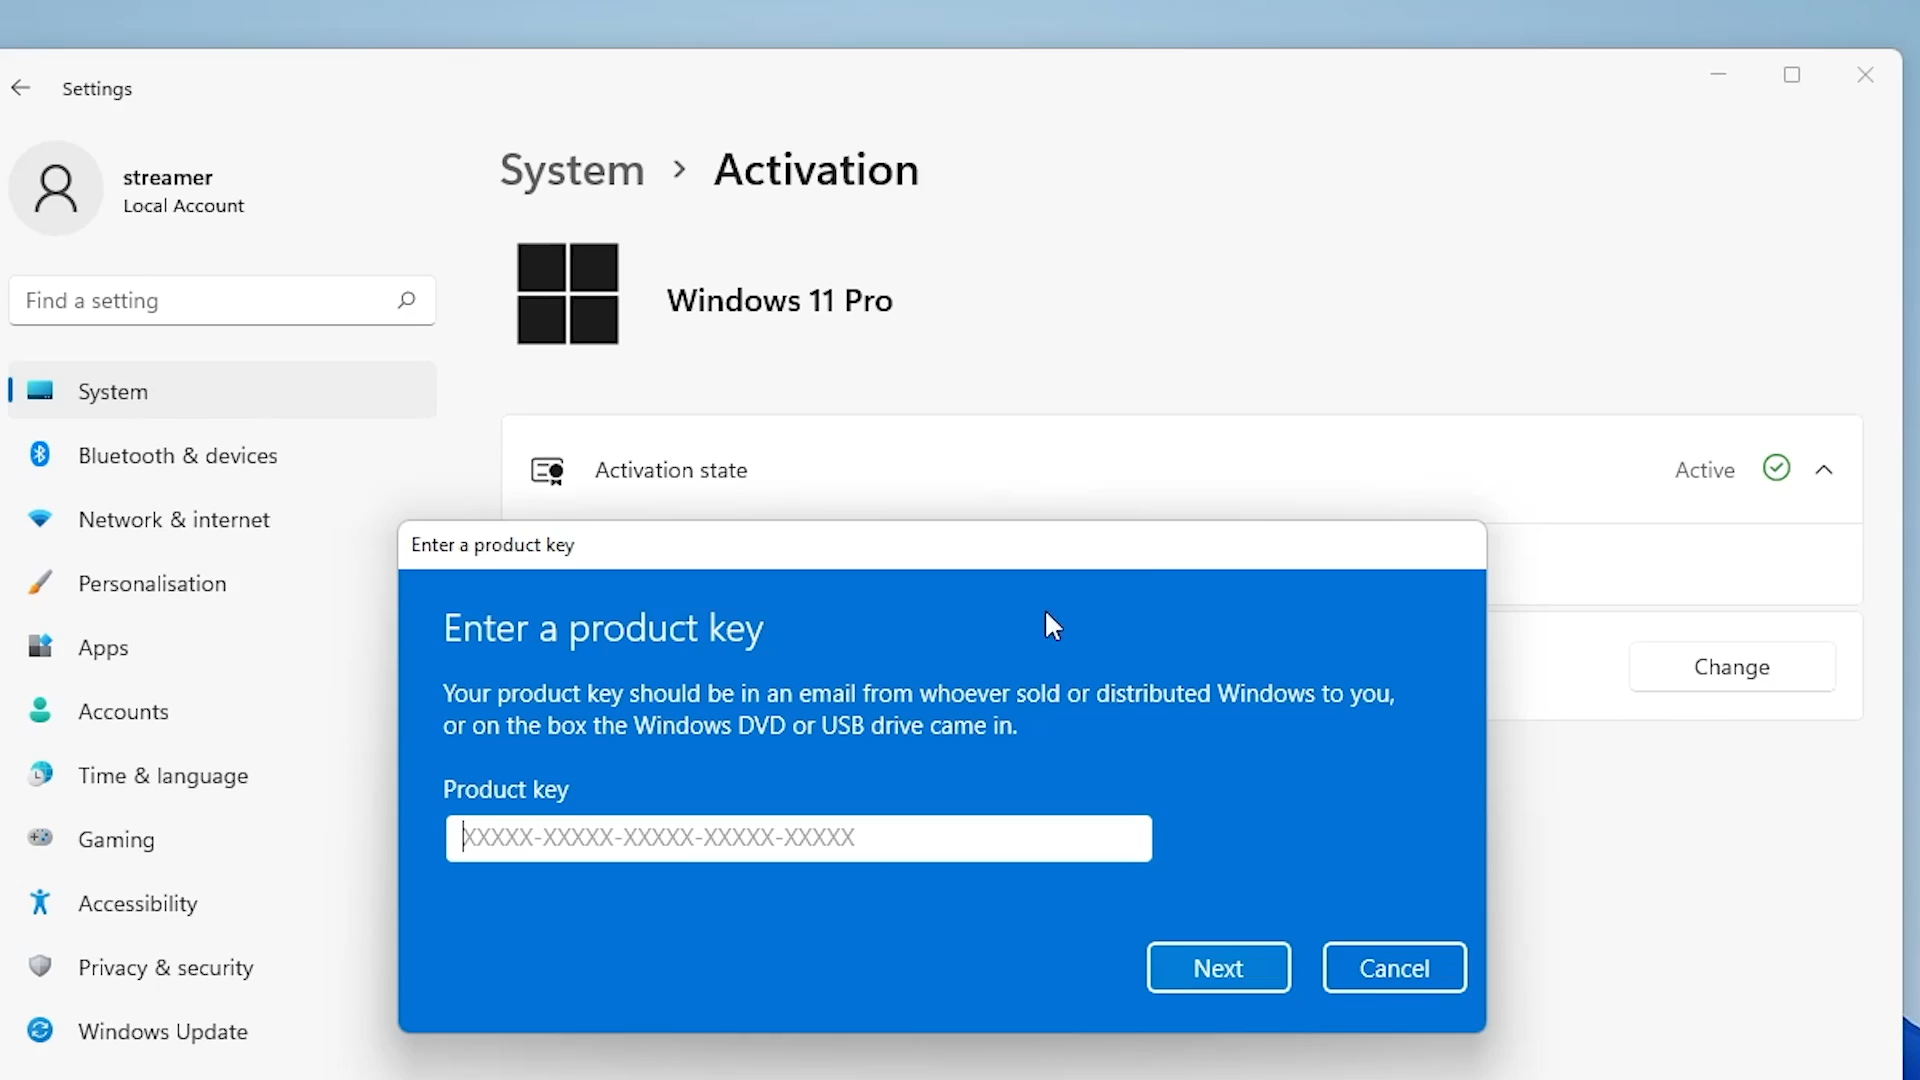 Settings
streamer
Local Account
Find a setting
System
Bluetooth & devices
Network & internet
Personalisation
Apps
Accounts
Time & language
Gaming
Accessibility
Privacy & security
Windows Update
System > Activation
Windows 11 Pro
Activation state Active
Change
Enter a product key
Enter a product key
Your product key should be in an email from whoever sold or distributed Windows to you,
or on the box the Windows DVD or USB drive came in.
Product key
XXXXX-XXXXX-XXXXX-XXXXX-XXXXX
Next Cancel